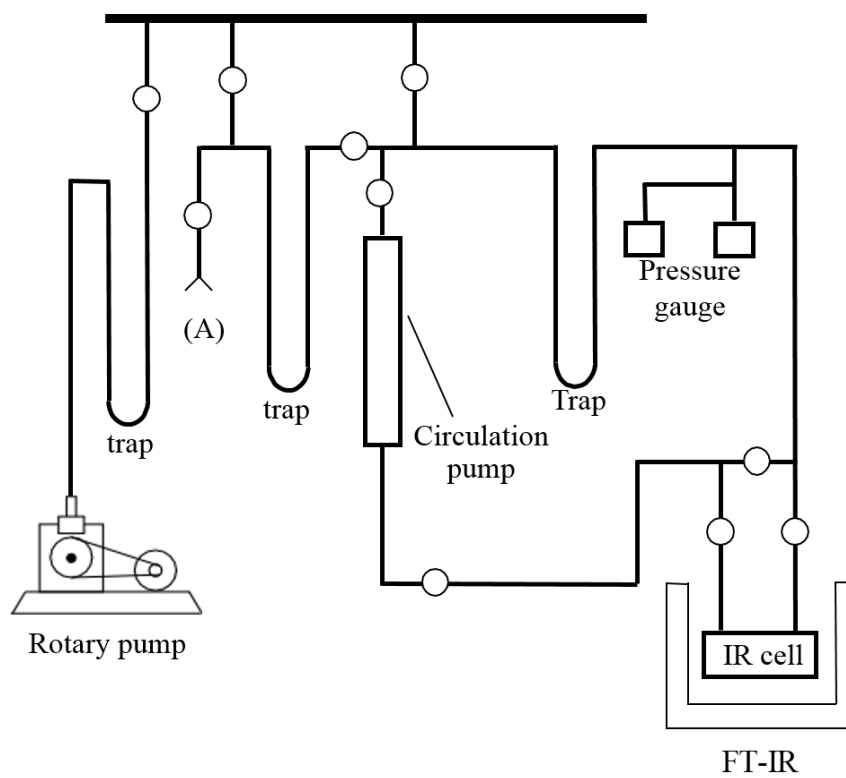 Pressure
gauge
(A)
trap
trap
Trap
Circulation
pump
Rotary pump
IR cell
FT-IR